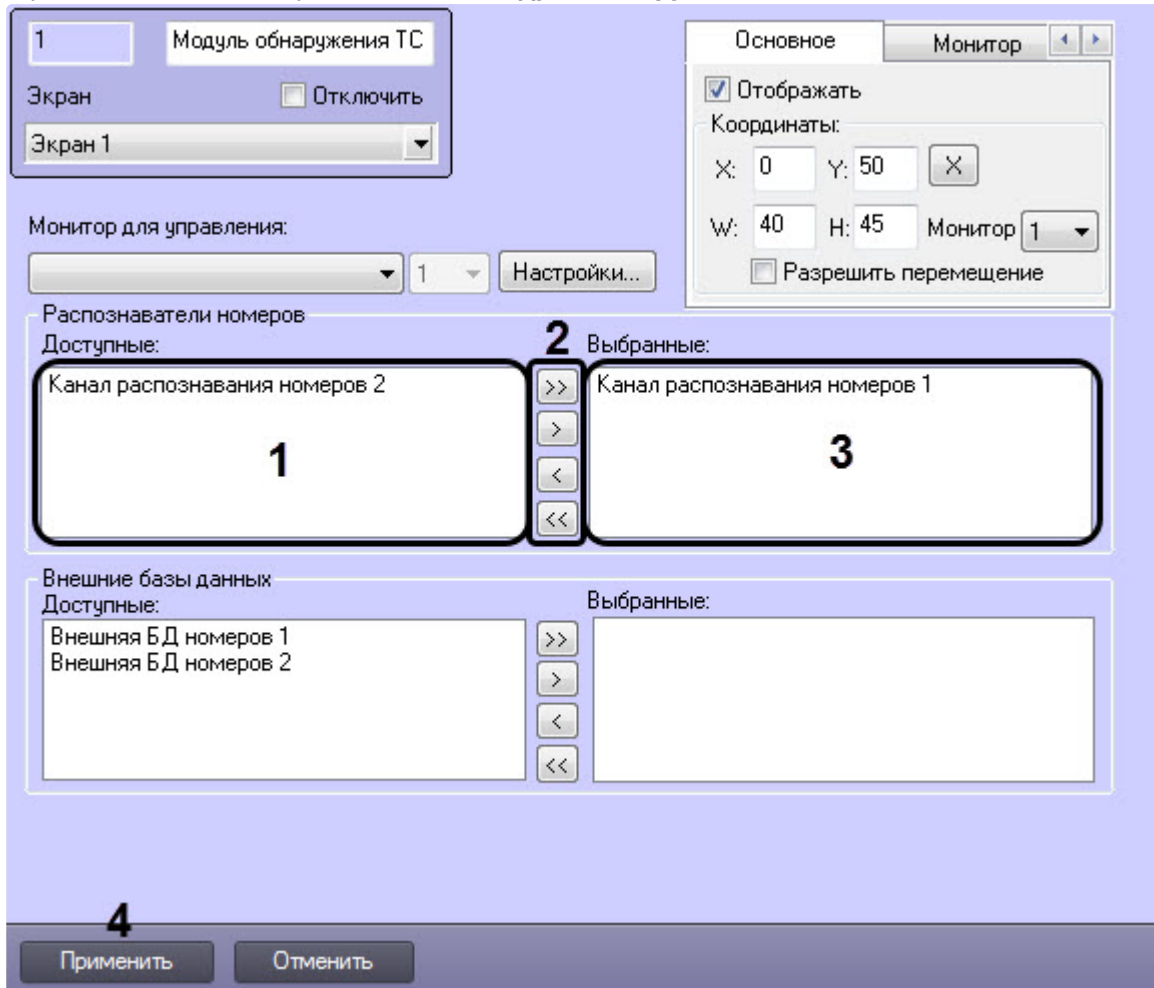 1 Модуль обнаружения ТС
Экран Отключить
Экран 1
Основное Монитор
Отображать
Координаты:
X: 0 Y: 50 X
W: 40 H: 45 Монитор 1
Разрешить перемещение
Монитор для управления:
1 Настройки...
Распознаватели номеров
Доступные: 2 Выбранные:
Канал распознавания номеров 2 >> Канал распознавания номеров 1
>
1 3
<
<<
Внешние базы данных
Доступные: Выбранные:
Внешняя БД номеров 1 >>
Внешняя БД номеров 2
>
<
<<
4
Применить Отменить